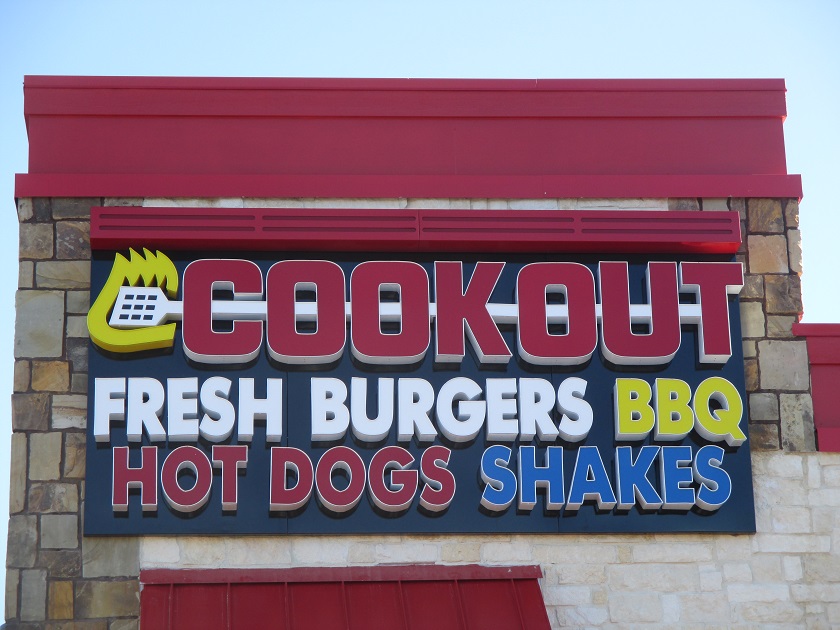 COOKOUT
FRESH BURGERS BBQ
HOT DOGS SHAKES